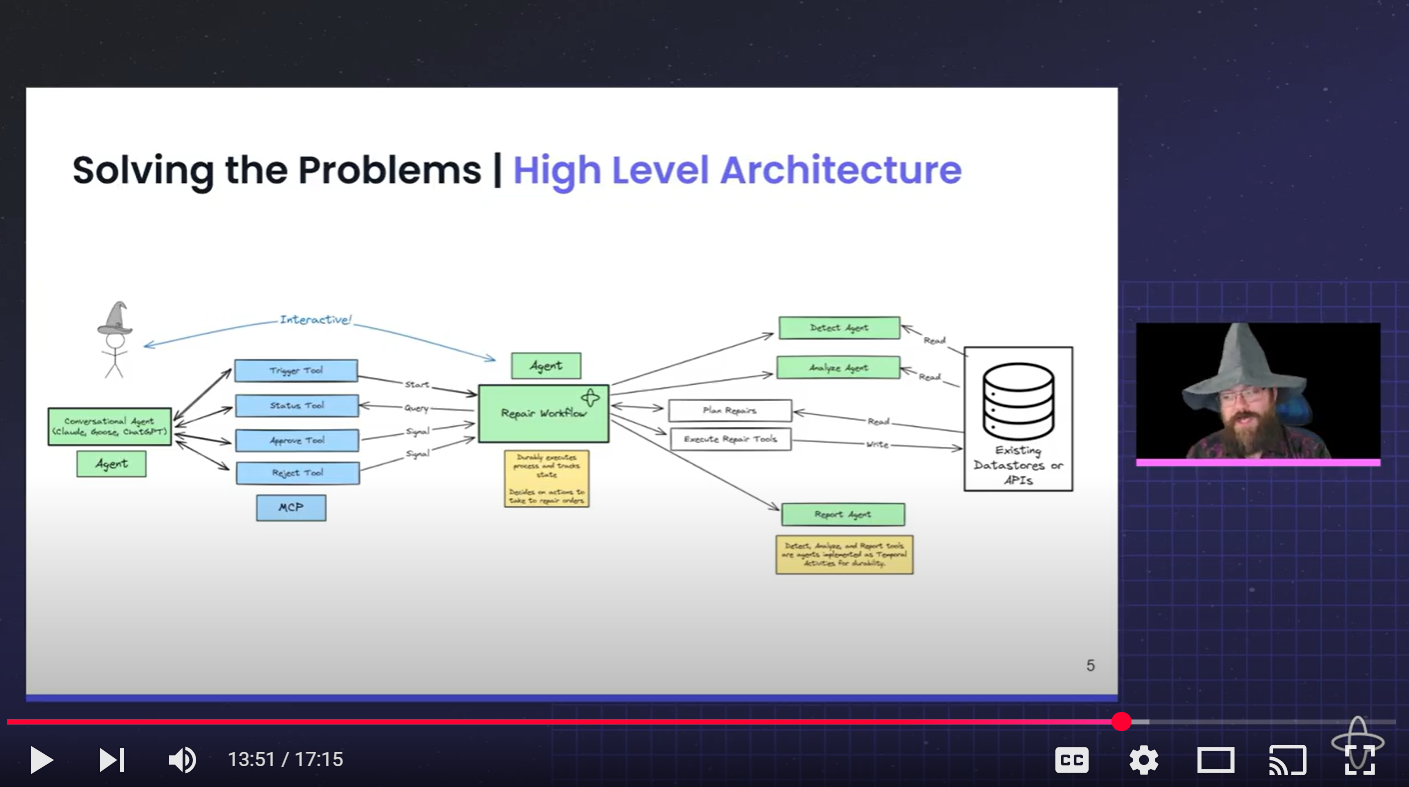 Solving the Problems | High Level Architecture
Interactive!
Conversational Agent
(Claude, Goose, ChatGPT)
Agent
Trigger Tool
Status Tool
Approve Tool
Reject Tool
MCP
Start
Query
Signal
Signal
Agent
Repair Workflow
Durably executes
process and tracks
state
Decides on actions to
take to repair orders
Detect Agent
Analyze Agent
Plan Repairs
Execute Repair Tools
Report Agent
Detect, Analyze, and Report tools
are agents implemented as Temporal
Activities for durability.
Read
Read
Read
Write
Existing
Datastores or
APIs
5
13:51 / 17:15
CC